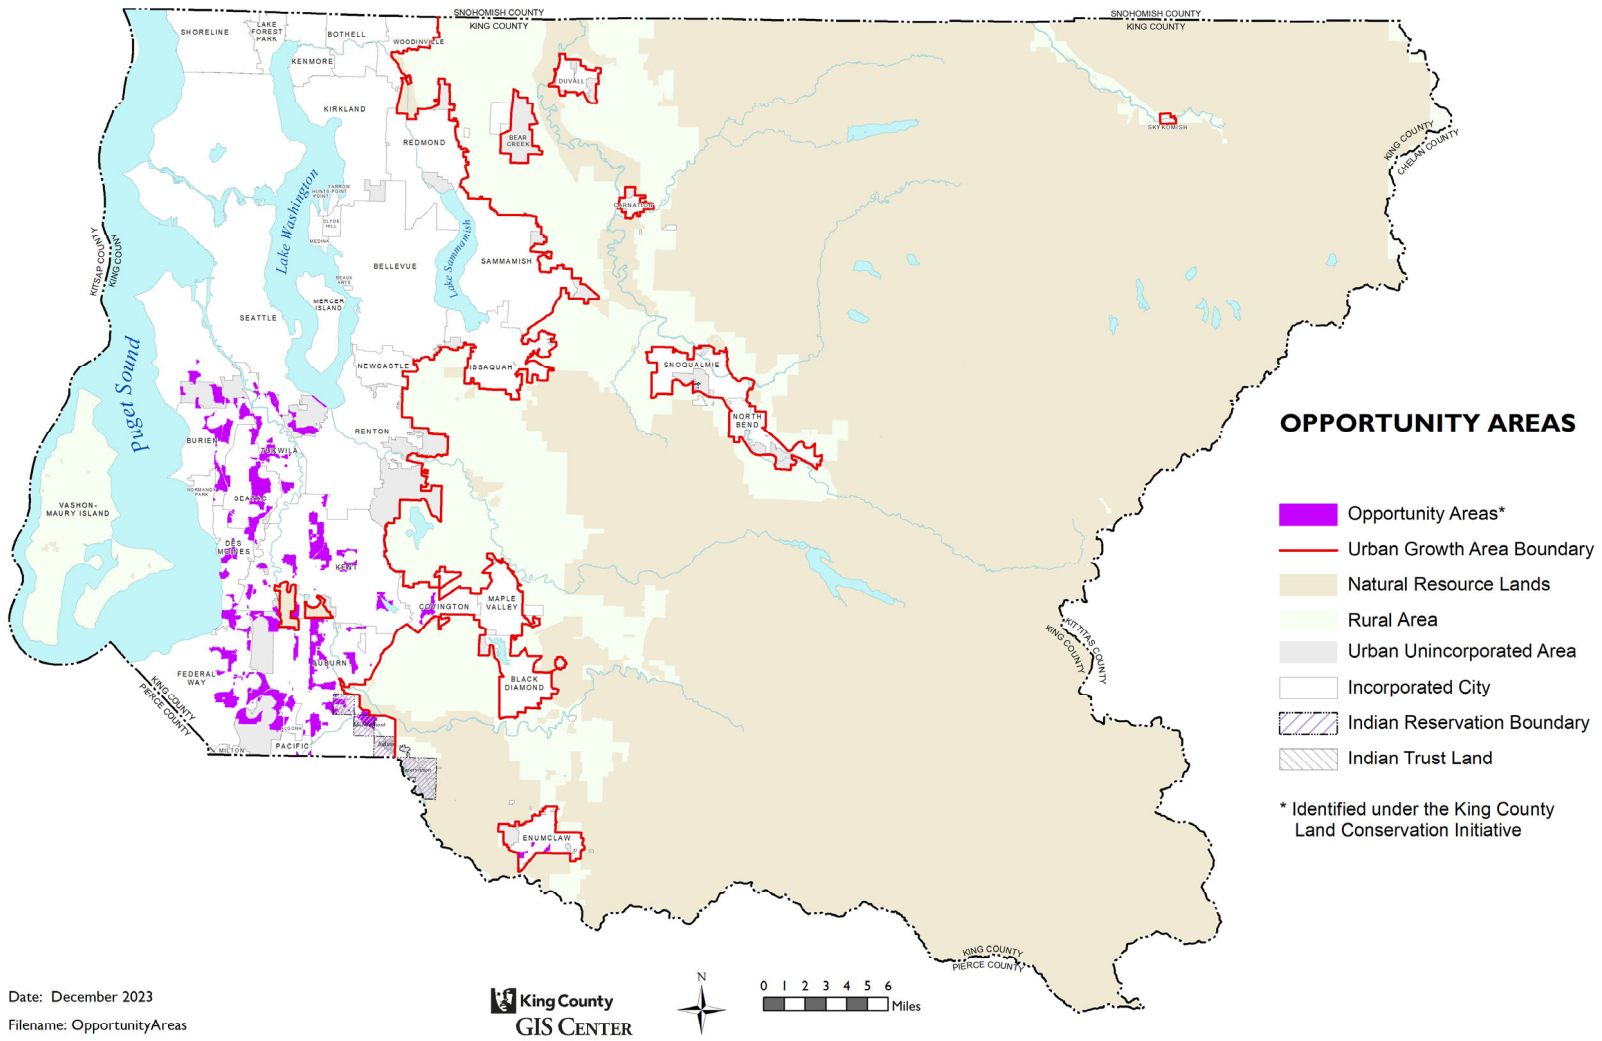 SNOHOMISH COUNTY
KING COUNTY
SNOHOMISH COUNTY
KING COUNTY
SHORELINE
LAKE
FOREST
PARK
BOTHELL
WOODINVILLE
KENMORE
DUVALL
KIRKLAND
REDMOND
BEAR
CREEK
SKYKOMISH
KING COUNTY
CHELAN COUNTY
YARROW
POINT
HUNTS
POINT
CLYDE
HILL
MEDINA
Lake Washington
CARNATION
KITSAP COUNTY
KING COUNTY
Lake Sammamish
SAMMAMISH
BELLEVUE
BEAUX
ARTS
MERCER
ISLAND
SEATTLE
Puget Sound
NEWCASTLE
ISSAQUAH
SNOQUALMIE
NORTH
BEND
RENTON
BURIEN
TUKWILA
NORMANDY
PARK
SEATAC
VASHON-
MAURY ISLAND
DES
MOINES
KENT
COVINGTON
MAPLE
VALLEY
KITTITAS COUNTY
KING COUNTY
AUBURN
FEDERAL
WAY
BLACK
DIAMOND
KING COUNTY
PIERCE COUNTY
ALGONA
PACIFIC
MILTON
Muckleshoot
Indian
Reservation
ENUMCLAW
KING COUNTY
PIERCE COUNTY
OPPORTUNITY AREAS
Opportunity Areas*
Urban Growth Area Boundary
Natural Resource Lands
Rural Area
Urban Unincorporated Area
Incorporated City
Indian Reservation Boundary
Indian Trust Land
* Identified under the King County
Land Conservation Initiative
Date: December 2023
Filename: OpportunityAreas
King County
GIS CENTER
N
0 1 2 3 4 5 6
Miles